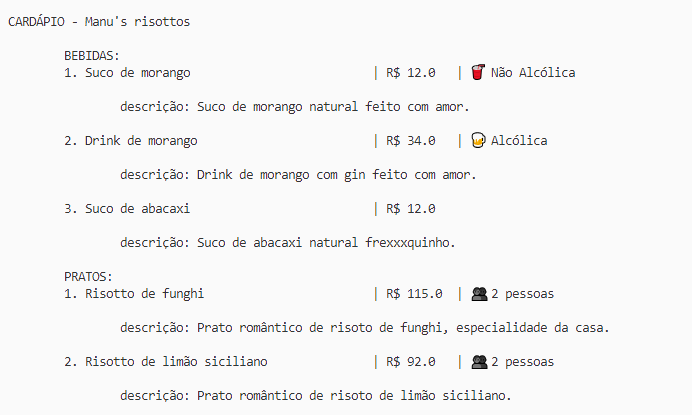 CARDÁPIO - Manu's risottos
BEBIDAS:
1. Suco de morango | R$ 12.0 | 🥤 Não Alcólica
descrição: Suco de morango natural feito com amor.
2. Drink de morango | R$ 34.0 | 🍺 Alcólica
descrição: Drink de morango com gin feito com amor.
3. Suco de abacaxi | R$ 12.0
descrição: Suco de abacaxi natural frexxxquinho.
PRATOS:
1. Risotto de funghi | R$ 115.0 | 👥 2 pessoas
descrição: Prato romântico de risoto de funghi, especialidade da casa.
2. Risotto de limão siciliano | R$ 92.0 | 👥 2 pessoas
descrição: Prato romântico de risoto de limão siciliano.